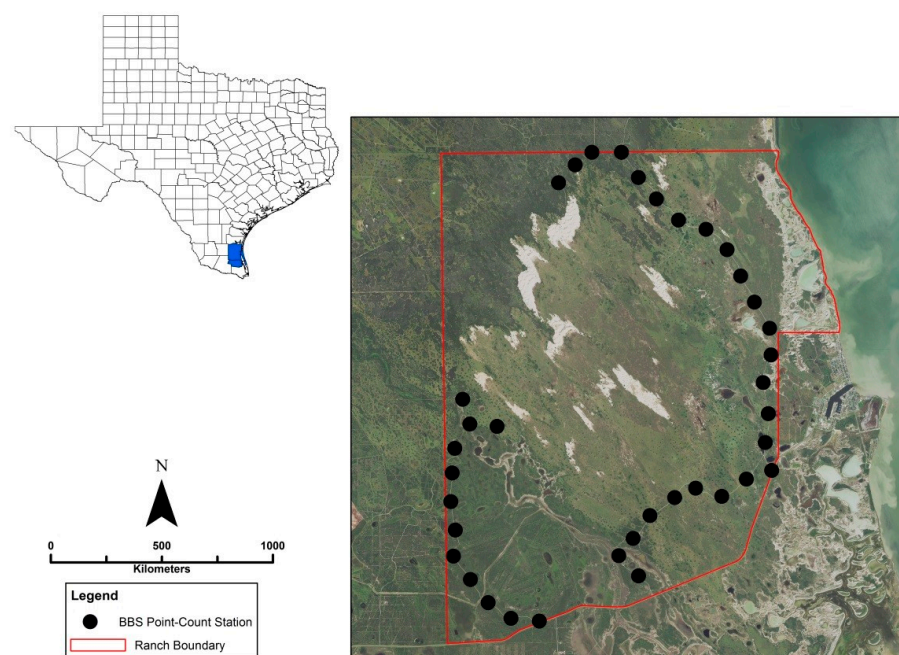 N
0 500 1000
Kilometers
Legend
BBS Point-Count Station
Ranch Boundary